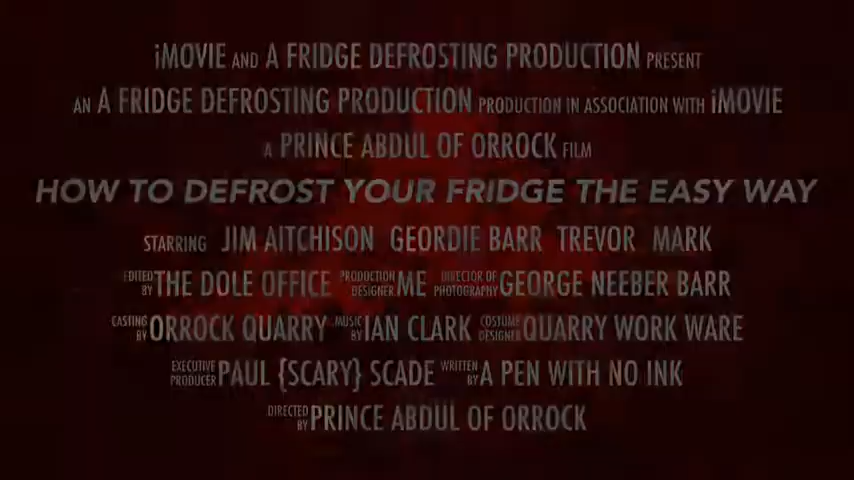 iMOVIE AND A FRIDGE DEFROSTING PRODUCTION PRESENT
AN A FRIDGE DEFROSTING PRODUCTION PRODUCTION IN ASSOCIATION WITH iMOVIE
A PRINCE ABDUL OF ORROCK FILM
HOW TO DEFROST YOUR FRIDGE THE EASY WAY
STARRING JIM AITCHISON GEORDIE BARR TREVOR MARK
EDITED BY THE DOLE OFFICE PRODUCTION DESIGNER ME DIRECTOR OF PHOTOGRAPHY GEORGE NEEBER BARR
CASTING BY ORROCK QUARRY MUSIC BY IAN CLARK COSTUME DESIGNER QUARRY WORK WARE
EXECUTIVE PRODUCER PAUL {SCARY} SCADE WRITTEN BY A PEN WITH NO INK
DIRECTED BY PRINCE ABDUL OF ORROCK